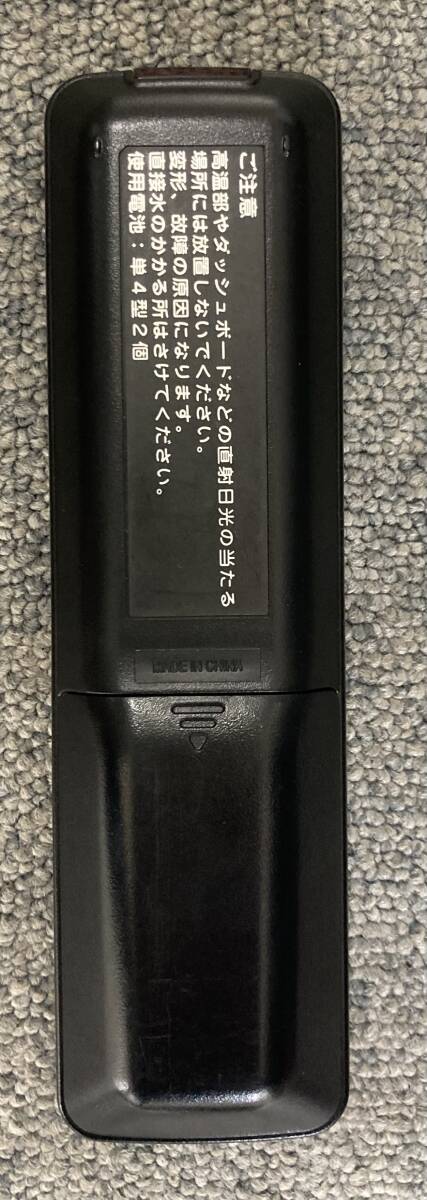 ご注意
高温部やダッシュボードなどの直射日光の当たる
場所には放置しないでください。
変形、故障の原因になります。
直接水のかかる所はさけてください。
使用電池：単4型2個
MADE IN CHINA